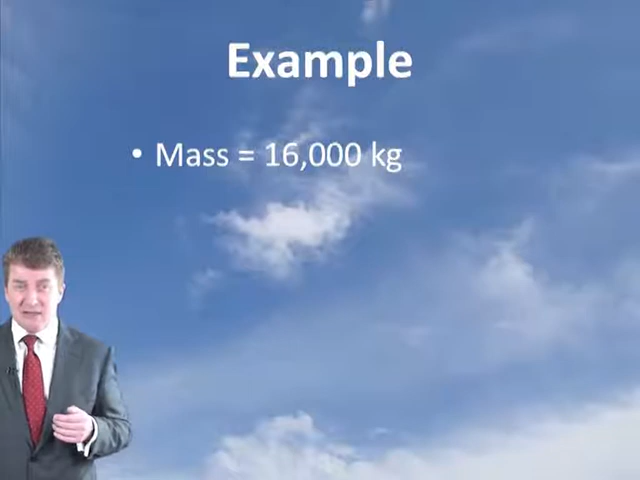 Example
• Mass = 16,000 kg